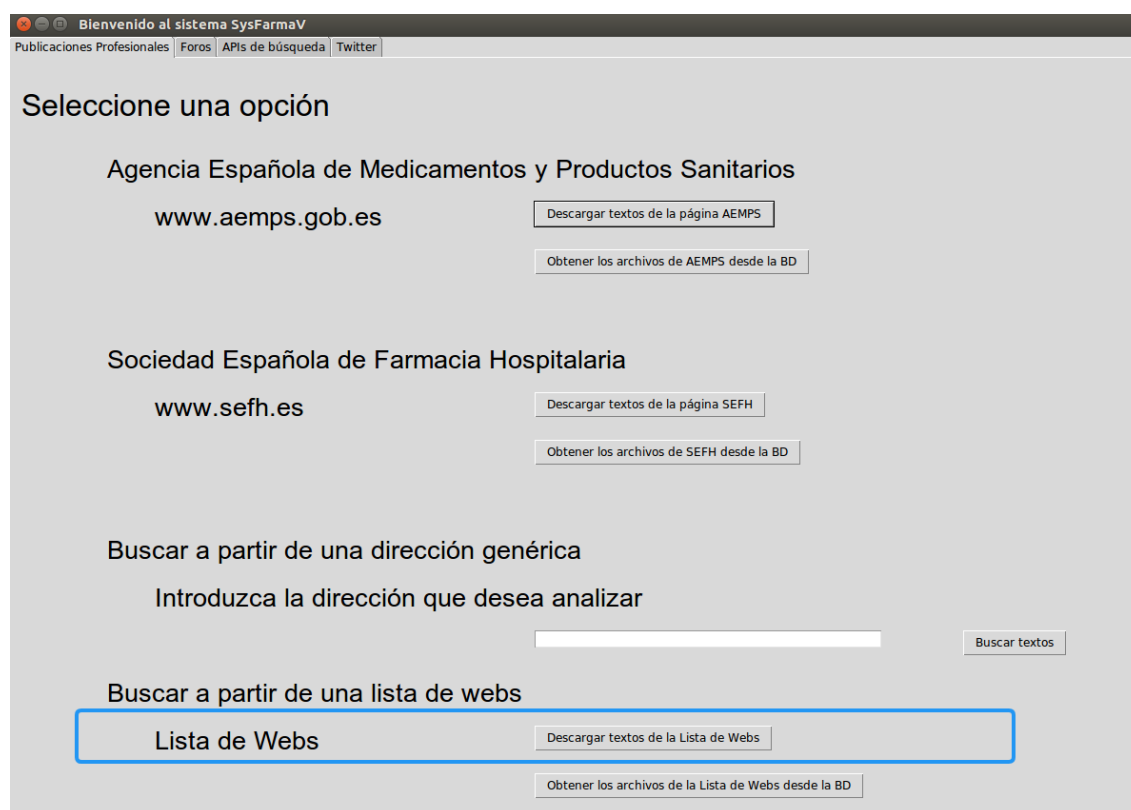 Bienvenido al sistema SysFarmaV
Publicaciones Profesionales Foros APIs de búsqueda Twitter
Seleccione una opción
Agencia Española de Medicamentos y Productos Sanitarios
www.aemps.gob.es Descargar textos de la página AEMPS
Obtener los archivos de AEMPS desde la BD
Sociedad Española de Farmacia Hospitalaria
www.sefh.es Descargar textos de la página SEFH
Obtener los archivos de SEFH desde la BD
Buscar a partir de una dirección genérica
Introduzca la dirección que desea analizar
Buscar textos
Buscar a partir de una lista de webs
Lista de Webs Descargar textos de la Lista de Webs
Obtener los archivos de la Lista de Webs desde la BD